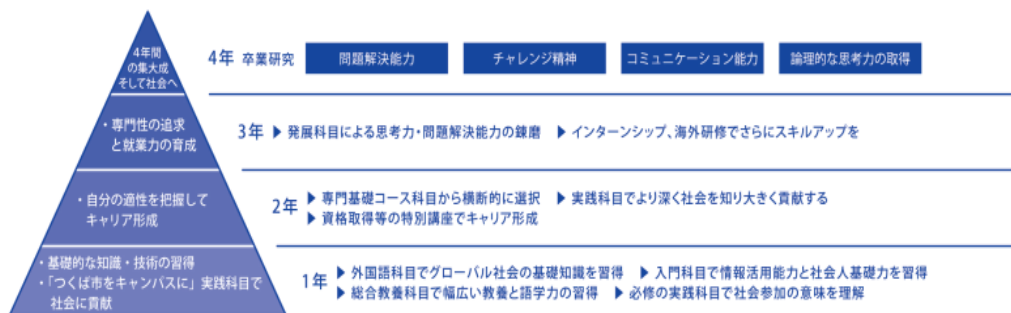 4年間
の集大成
そして社会へ
4年 卒業研究 問題解決能力 チャレンジ精神 コミュニケーション能力 論理的な思考力の取得
・専門性の追求
と就業力の育成
3年 ▶ 発展科目による思考力・問題解決能力の錬磨 ▶ インターンシップ、海外研修でさらにスキルアップを
・自分の適性を把握して
キャリア形成
2年 ▶ 専門基礎コース科目から横断的に選択 ▶ 実践科目でより深く社会を知り大きく貢献する
▶ 資格取得等の特別講座でキャリア形成
・基礎的な知識・技術の習得
・「つくば市をキャンパスに」実践科目で
社会に貢献
1年 ▶ 外国語科目でグローバル社会の基礎知識を習得 ▶ 入門科目で情報活用能力と社会人基礎力を習得
▶ 総合教養科目で幅広い教養と語学力の習得 ▶ 必修の実践科目で社会参加の意味を理解